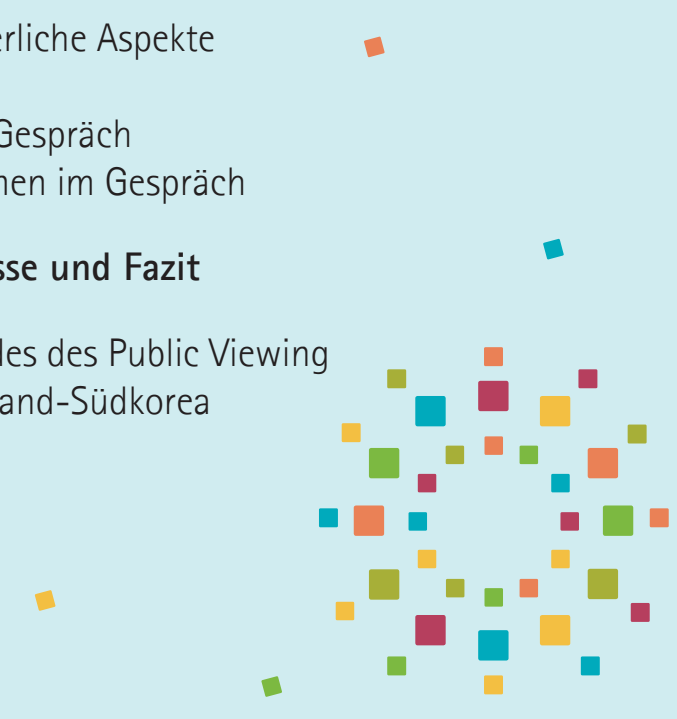 erliche Aspekte
Gespräch
nen im Gespräch
sse und Fazit
les des Public Viewing
and-Südkorea